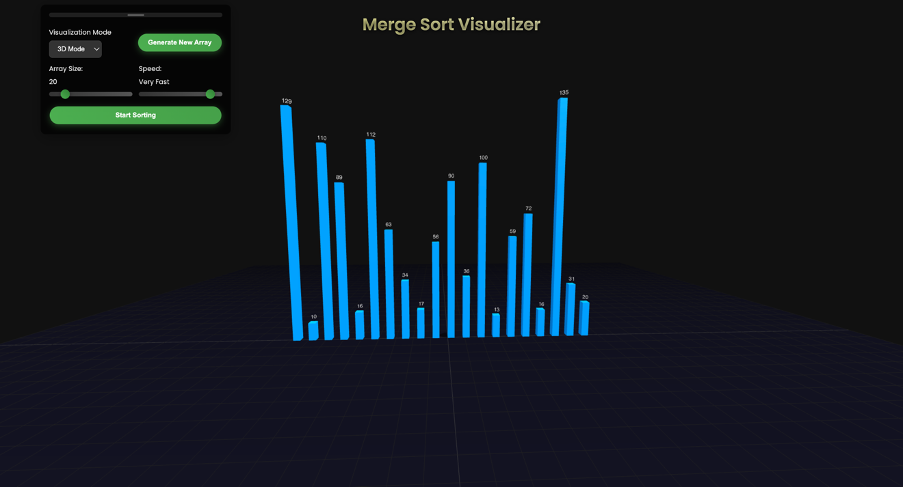 Merge Sort Visualizer
Visualization Mode
3D Mode
Generate New Array
Array Size:
20
Speed:
Very Fast
Start Sorting
129
10
110
89
16
112
63
34
17
56
90
36
100
13
59
72
16
135
31
20